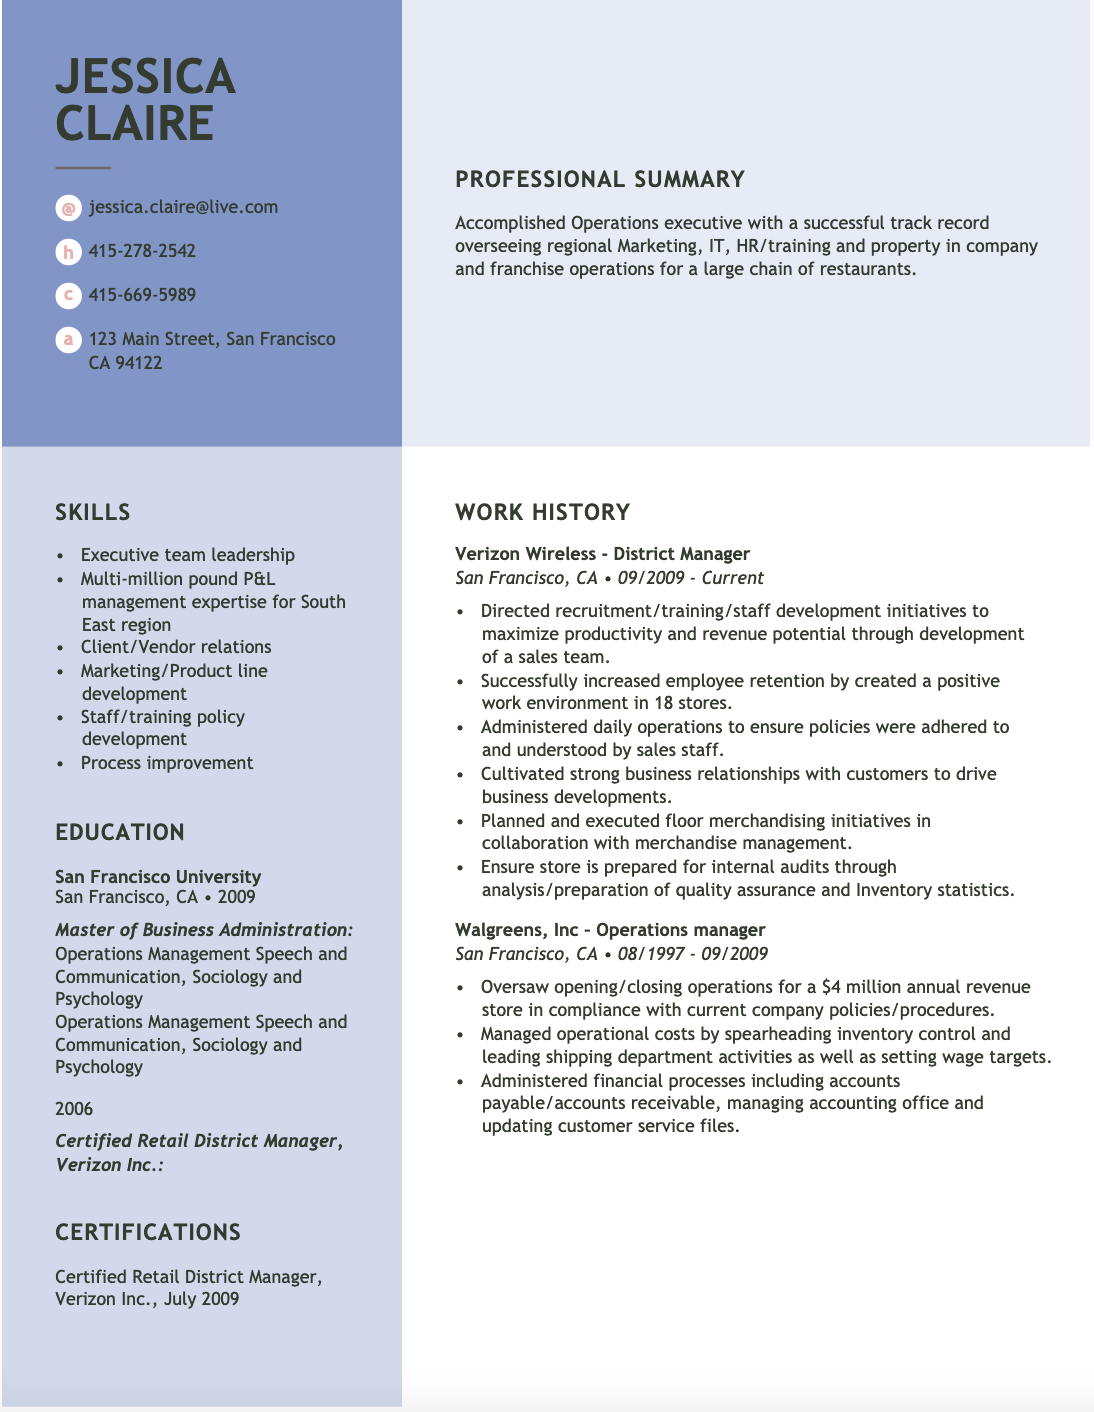 JESSICA
CLAIRE
@ jessica.claire@live.com
h 415-278-2542
c 415-669-5989
a 123 Main Street, San Francisco
CA 94122
PROFESSIONAL SUMMARY
Accomplished Operations executive with a successful track record
overseeing regional Marketing, IT, HR/training and property in company
and franchise operations for a large chain of restaurants.
SKILLS
• Executive team leadership
• Multi-million pound P&L
management expertise for South
East region
• Client/Vendor relations
• Marketing/Product line
development
• Staff/training policy
development
• Process improvement
EDUCATION
San Francisco University
San Francisco, CA • 2009
Master of Business Administration:
Operations Management Speech and
Communication, Sociology and
Psychology
Operations Management Speech and
Communication, Sociology and
Psychology
2006
Certified Retail District Manager,
Verizon Inc.:
CERTIFICATIONS
Certified Retail District Manager,
Verizon Inc., July 2009
WORK HISTORY
Verizon Wireless - District Manager
San Francisco, CA • 09/2009 - Current
• Directed recruitment/training/staff development initiatives to
maximize productivity and revenue potential through development
of a sales team.
• Successfully increased employee retention by created a positive
work environment in 18 stores.
• Administered daily operations to ensure policies were adhered to
and understood by sales staff.
• Cultivated strong business relationships with customers to drive
business developments.
• Planned and executed floor merchandising initiatives in
collaboration with merchandise management.
• Ensure store is prepared for internal audits through
analysis/preparation of quality assurance and Inventory statistics.
Walgreens, Inc – Operations manager
San Francisco, CA • 08/1997 - 09/2009
• Oversaw opening/closing operations for a $4 million annual revenue
store in compliance with current company policies/procedures.
• Managed operational costs by spearheading inventory control and
leading shipping department activities as well as setting wage targets.
• Administered financial processes including accounts
payable/accounts receivable, managing accounting office and
updating customer service files.